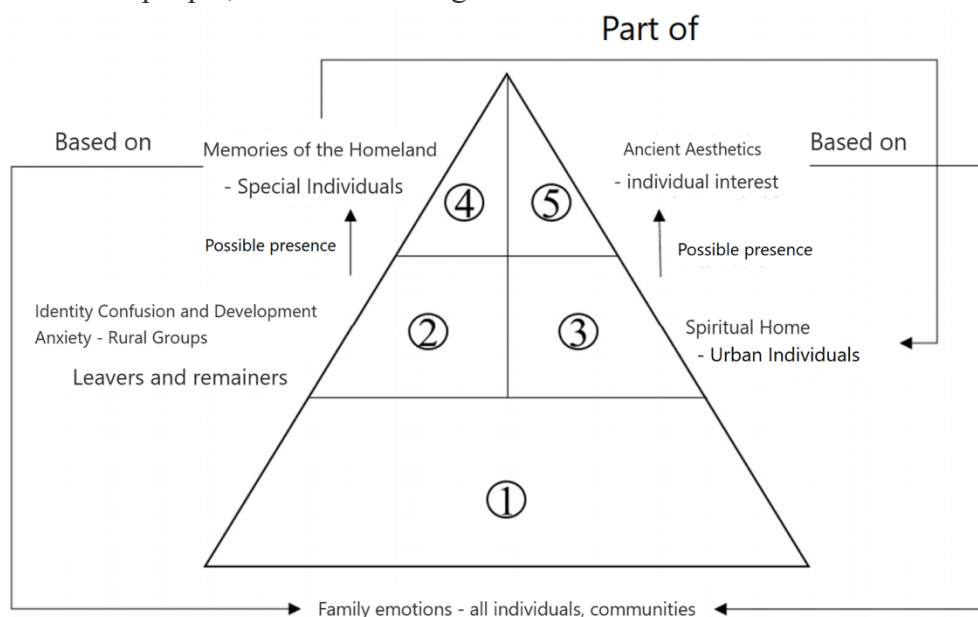 Part of
Based on
Memories of the Homeland
- Special Individuals
Ancient Aesthetics
- individual interest
Based on
④
⑤
Possible presence
Possible presence
Identity Confusion and Development
Anxiety - Rural Groups
Leavers and remainers
②
③
Spiritual Home
- Urban Individuals
①
Family emotions - all individuals, communities